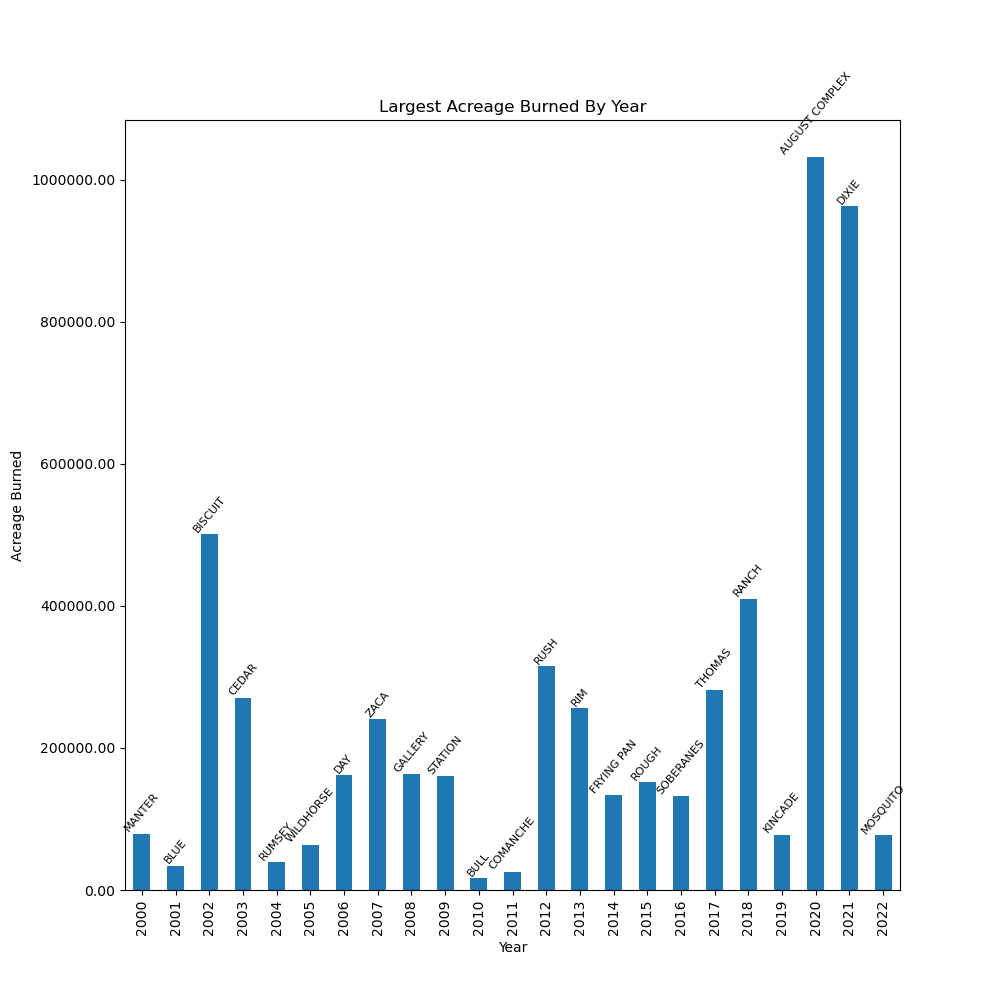 Largest Acreage Burned By Year
Acreage Burned
1000000.00
800000.00
600000.00
400000.00
200000.00
0.00
MANTER
BLUE
BISCUIT
CEDAR
RUMSEY
WILDHORSE
DAY
ZACA
GALLERY
STATION
BULL
COMANCHE
RUSH
RIM
FRYING PAN
ROUGH
SOBERANES
THOMAS
RANCH
KINCADE
AUGUST COMPLEX
DIXIE
MOSQUITO
2000
2001
2002
2003
2004
2005
2006
2007
2008
2009
2010
2011
2012
2013
2014
2015
2016
2017
2018
2019
2020
2021
2022
Year